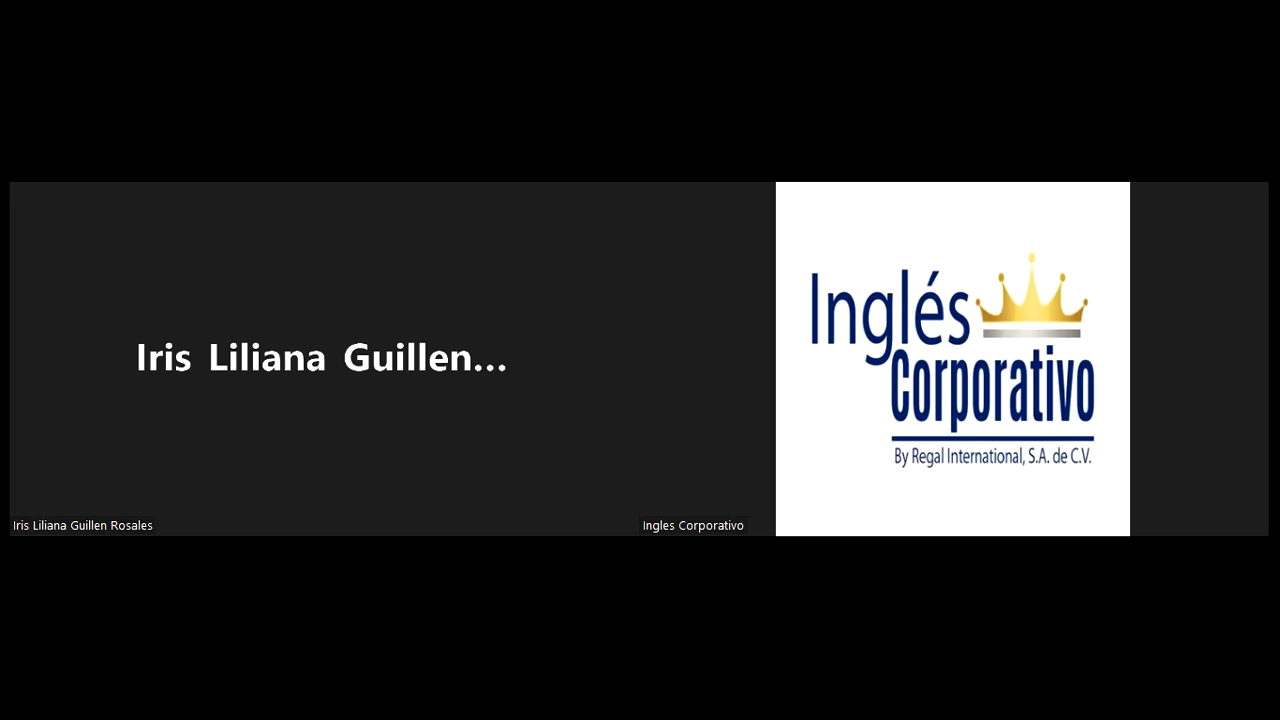 Iris Liliana Guillen...
Iris Liliana Guillen Rosales
Inglés
Corporativo
By Regal International, S.A. de C.V.
Ingles Corporativo